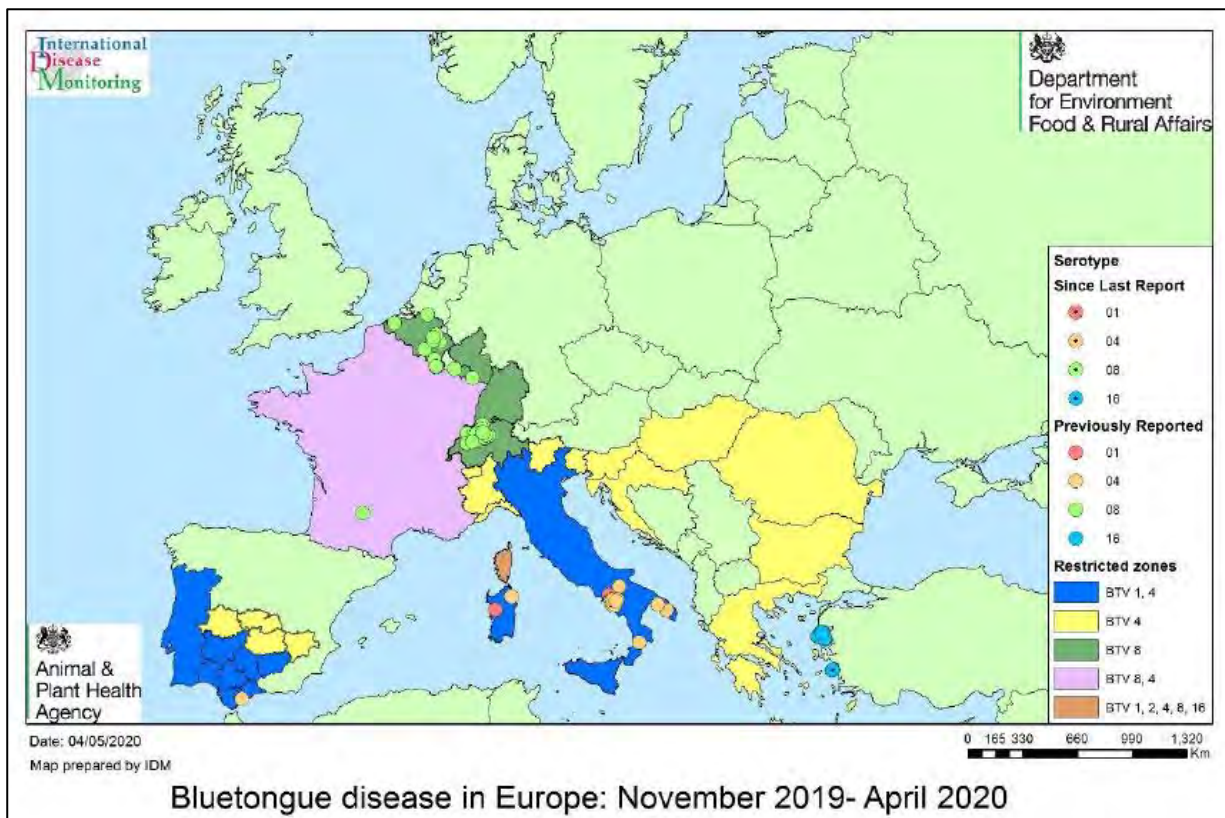 International
Disease
Monitoring
Department
for Environment
Food & Rural Affairs
Serotype
Since Last Report
01
04
08
16
Previously Reported
01
04
08
16
Restricted zones
BTV 1, 4
BTV 4
BTV 8
BTV 8, 4
BTV 1, 2, 4, 8, 16
Animal &
Plant Health
Agency
Date: 04/05/2020
Map prepared by IDM
0 165 330 660 990 1,320
Km
Bluetongue disease in Europe: November 2019- April 2020